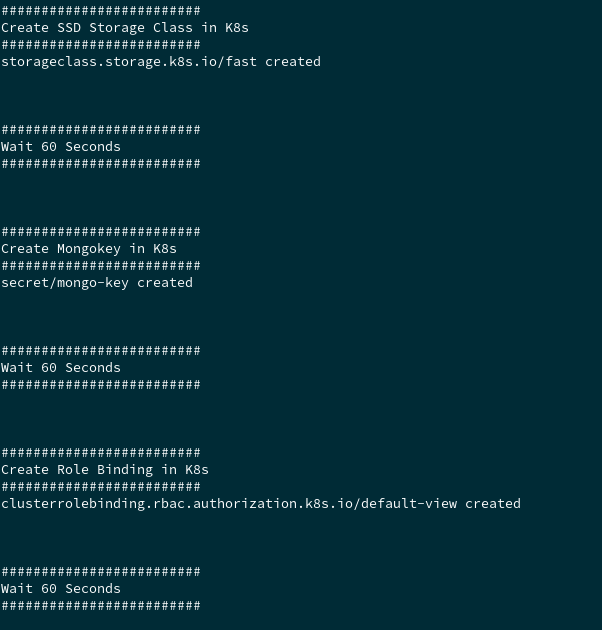 #########################
Create SSD Storage Class in K8s
#########################
storageclass.storage.k8s.io/fast created
#########################
Wait 60 Seconds
#########################
#########################
Create Mongokey in K8s
#########################
secret/mongo-key created
#########################
Wait 60 Seconds
#########################
#########################
Create Role Binding in K8s
#########################
clusterrolebinding.rbac.authorization.k8s.io/default-view created
#########################
Wait 60 Seconds
#########################